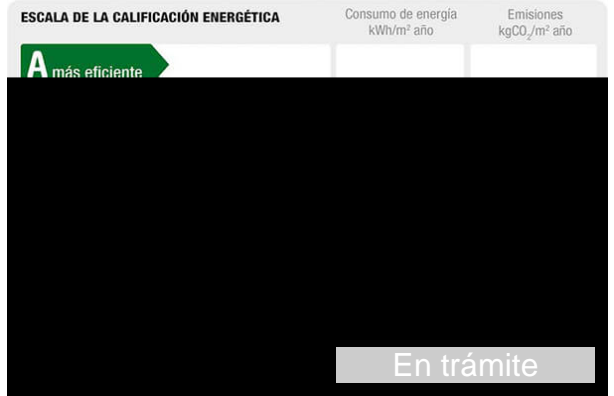 ESCALA DE LA CALIFICACIÓN ENERGÉTICA
Consumo de energía
kWh/m² año
Emisiones
kgCO₂/m² año
A más eficiente
En trámite